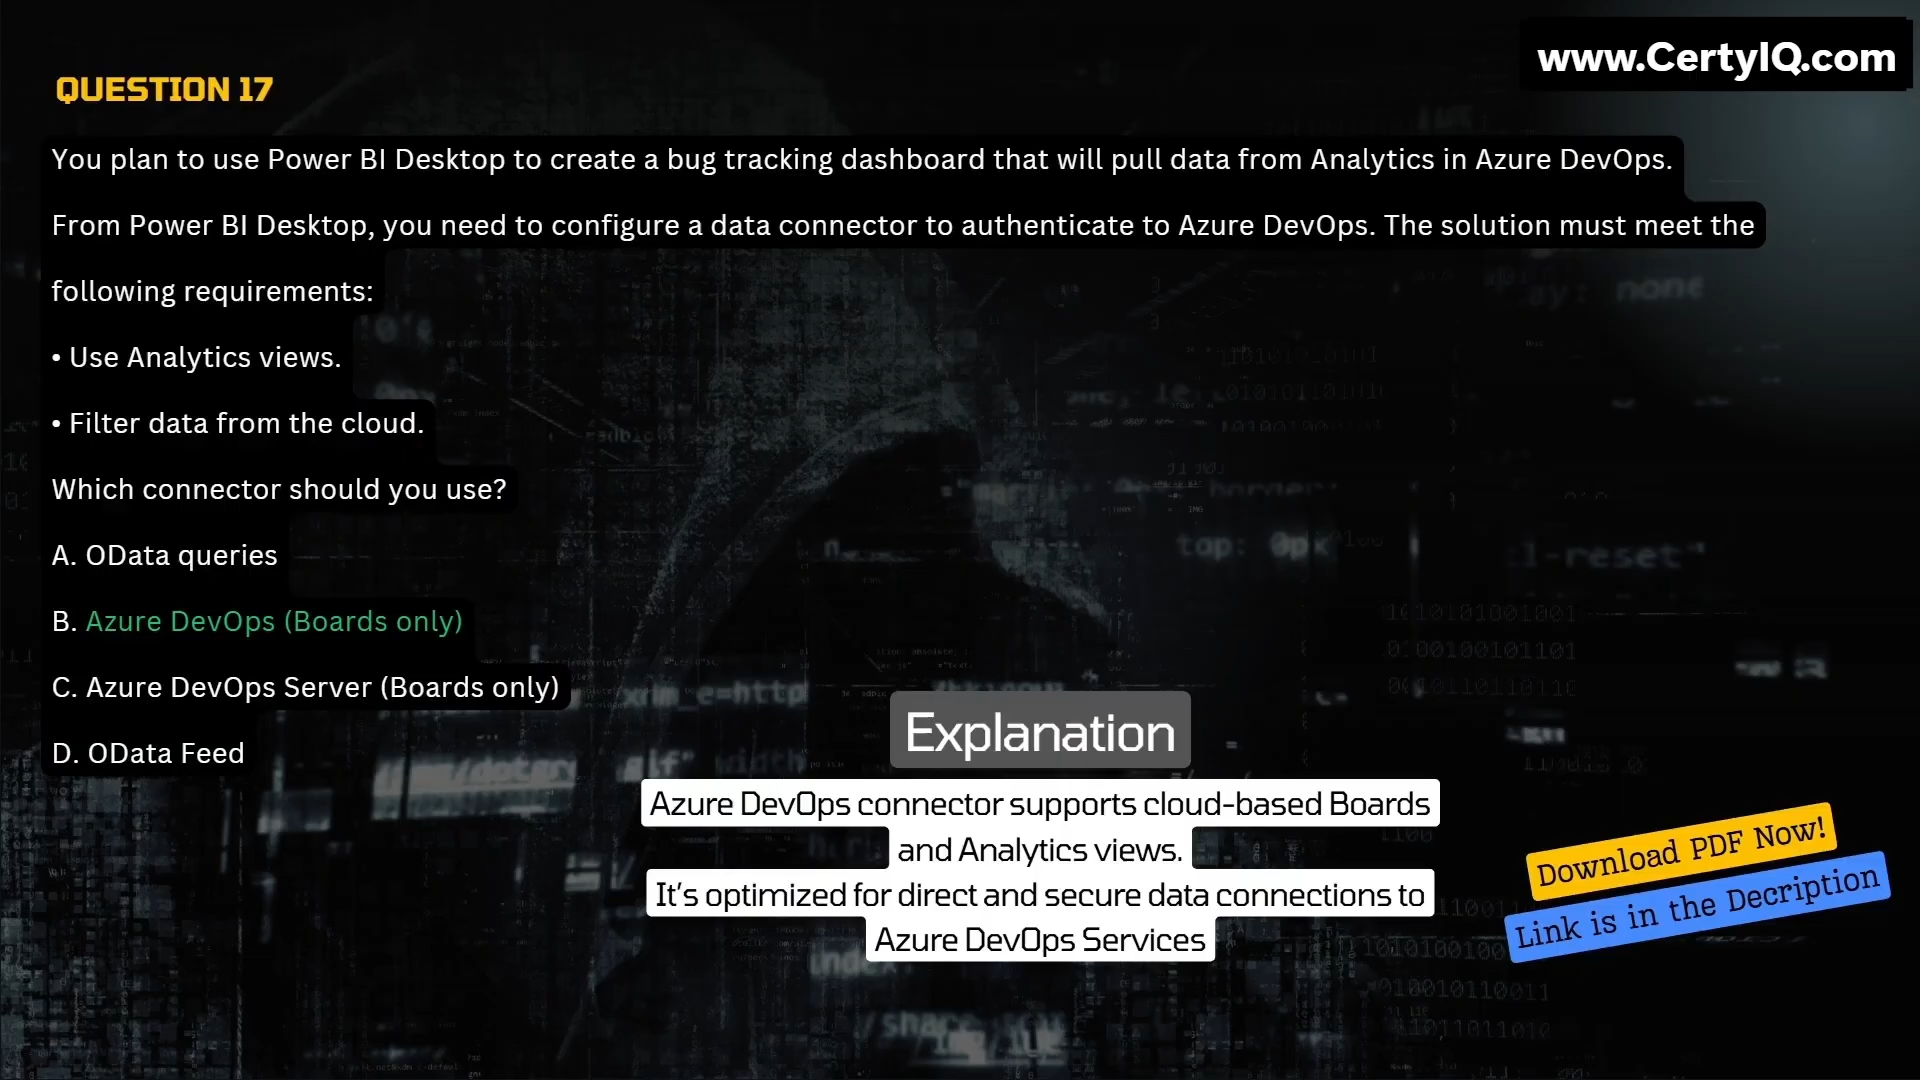 www.CertyIQ.com
QUESTION 17
You plan to use Power BI Desktop to create a bug tracking dashboard that will pull data from Analytics in Azure DevOps.
From Power BI Desktop, you need to configure a data connector to authenticate to Azure DevOps. The solution must meet the
following requirements:
• Use Analytics views.
• Filter data from the cloud.
Which connector should you use?
A. OData queries
B. Azure DevOps (Boards only)
C. Azure DevOps Server (Boards only)
D. OData Feed
Explanation
Azure DevOps connector supports cloud-based Boards
and Analytics views.
It's optimized for direct and secure data connections to
Azure DevOps Services
Download PDF Now!
Link is in the Decription